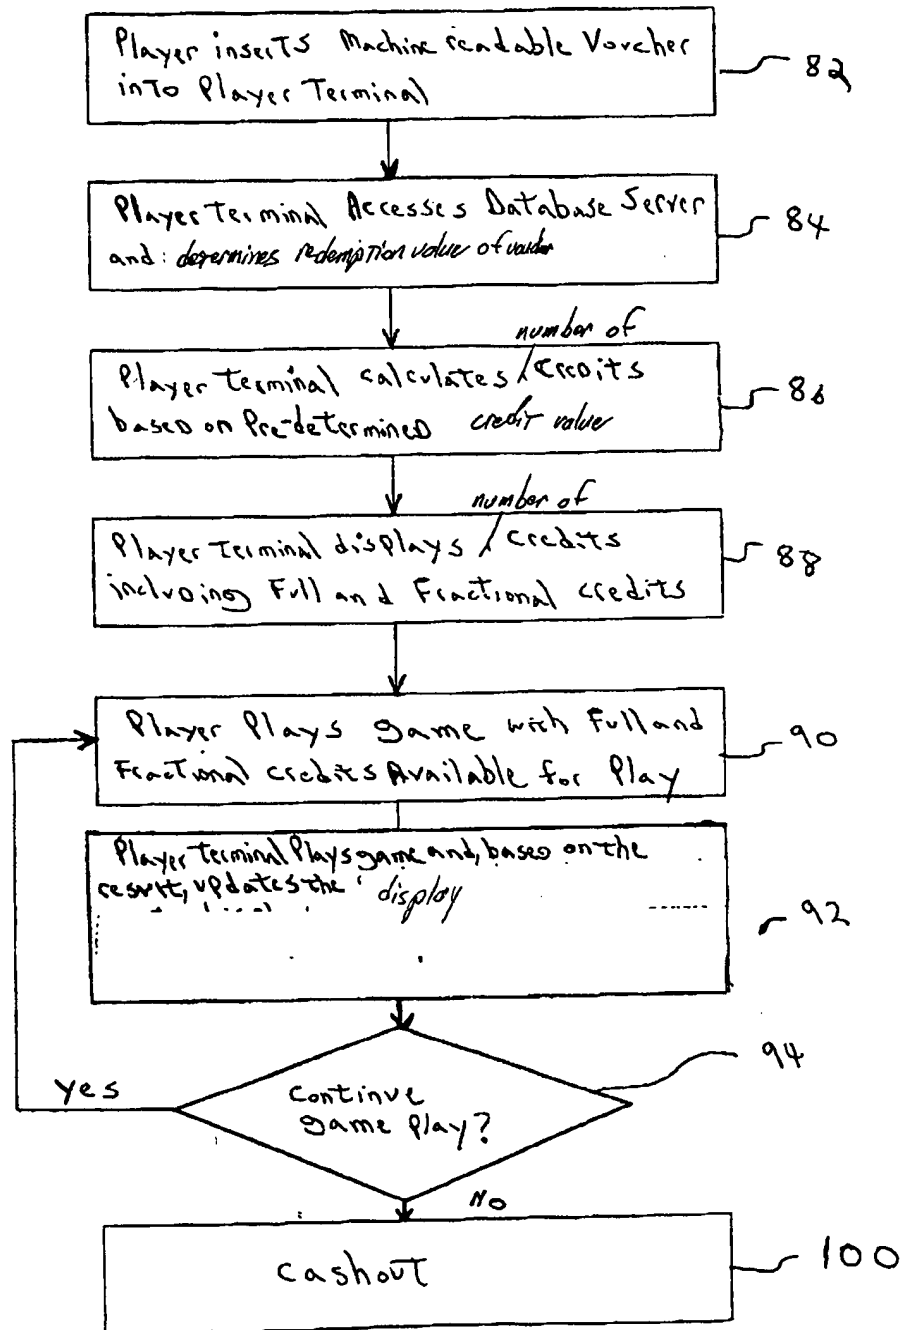 Player inserts Machine readable Voucher
into Player Terminal
82
Player Terminal Accesses Database Server
and: determines redemption value of voucher
84
number of
Player Terminal calculates / Credits
based on Pre-determined credit value
86
number of
Player Terminal displays / credits
including Full and Fractional credits
88
Player Plays game with Full and
Fractional credits Available for Play
90
Player Terminal Plays game and, based on the
result, updates the display
92
Continue
game Play?
94
Yes
No
cashout
100